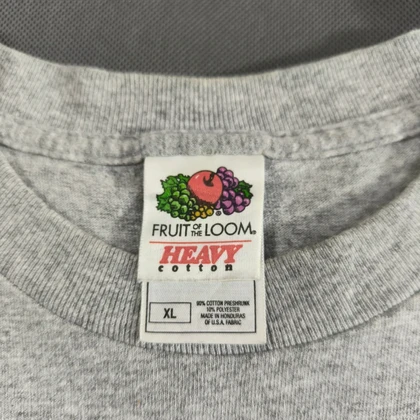 FRUIT OF THE LOOM®
HEAVY
cotton
XL
90% COTTON PRESHRUNK
10% POLYESTER
MADE IN HONDURAS
OF U.S.A. FABRIC